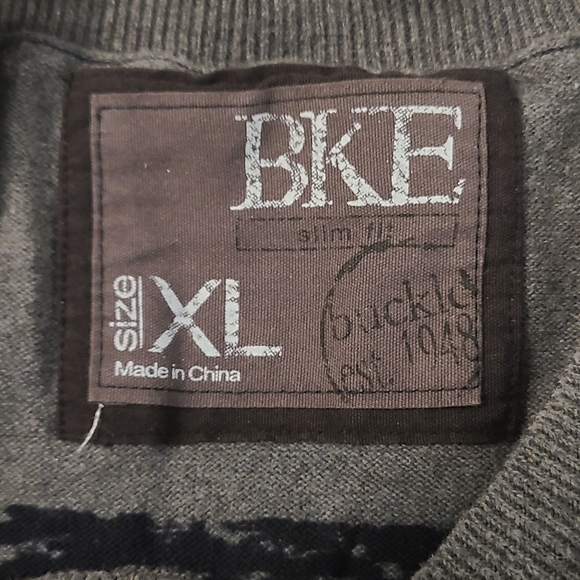 BKE
slim fit
size XL
buckle
est. 1948
Made in China